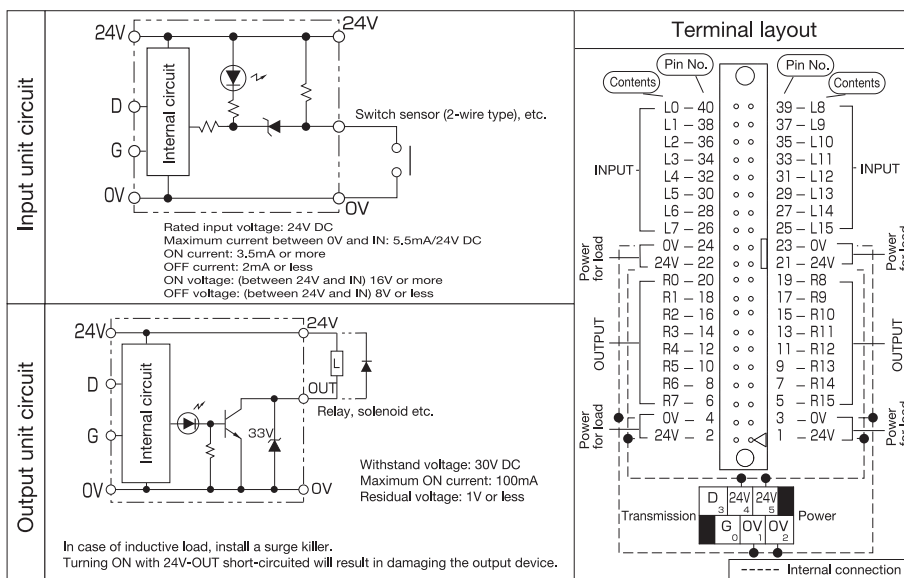 Input unit circuit
24V
24V
D
G
0V
0V
Internal circuit
Switch sensor (2-wire type), etc.
Rated input voltage: 24V DC
Maximum current between 0V and IN: 5.5mA/24V DC
ON current: 3.5mA or more
OFF current: 2mA or less
ON voltage: (between 24V and IN) 16V or more
OFF voltage: (between 24V and IN) 8V or less
Output unit circuit
24V
24V
D
G
0V
0V
Internal circuit
33V
L
OUT
Relay, solenoid etc.
Withstand voltage: 30V DC
Maximum ON current: 100mA
Residual voltage: 1V or less
In case of inductive load, install a surge killer.
Turning ON with 24V-OUT short-circuited will result in damaging the output device.
Terminal layout
Contents Pin No. Pin No. Contents
L0 – 40 39 – L8
L1 – 38 37 – L9
L2 – 36 35 – L10
L3 – 34 33 – L11
INPUT L4 – 32 31 – L12 INPUT
L5 – 30 29 – L13
L6 – 28 27 – L14
L7 – 26 25 – L15
Power for load 0V – 24 23 – 0V Power for load
24V – 22 21 – 24V
R0 – 20 19 – R8
R1 – 18 17 – R9
R2 – 16 15 – R10
R3 – 14 13 – R11
OUTPUT R4 – 12 11 – R12 OUTPUT
R5 – 10 9 – R13
R6 – 8 7 – R14
R7 – 6 5 – R15
Power for load 0V – 4 3 – 0V Power for load
24V – 2 1 – 24V
D 3 24V 4 24V 5
Transmission Power
G 0 0V 1 0V 2
Internal connection